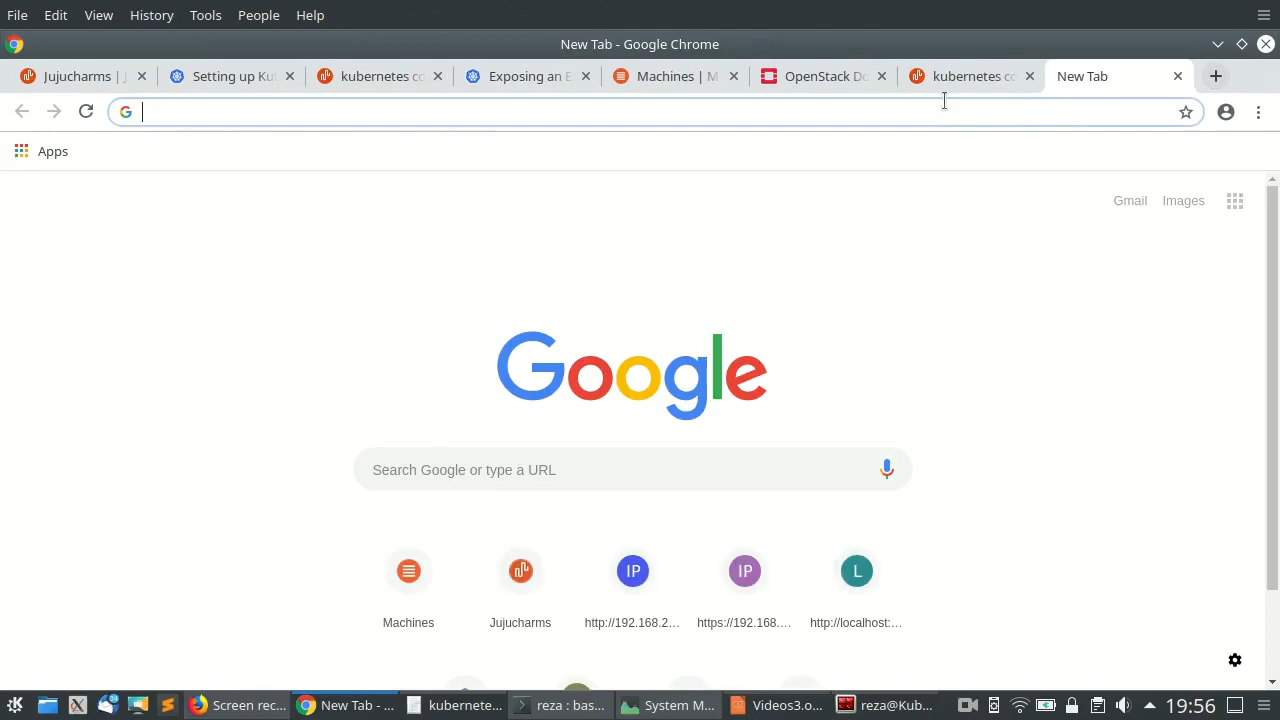 File Edit View History Tools People Help
New Tab - Google Chrome
Jujucharms | J
Setting up Ku
kubernetes co
Exposing an E
Machines | M
OpenStack Do
kubernetes co
New Tab
Apps
Gmail Images
Google
Search Google or type a URL
Machines
Jujucharms
IP
http://192.168.2…
IP
https://192.168.…
L
http://localhost:…
Screen rec...
New Tab - ...
kubernete...
reza : bas...
System M...
Videos3.o...
reza@Kub...
19:56